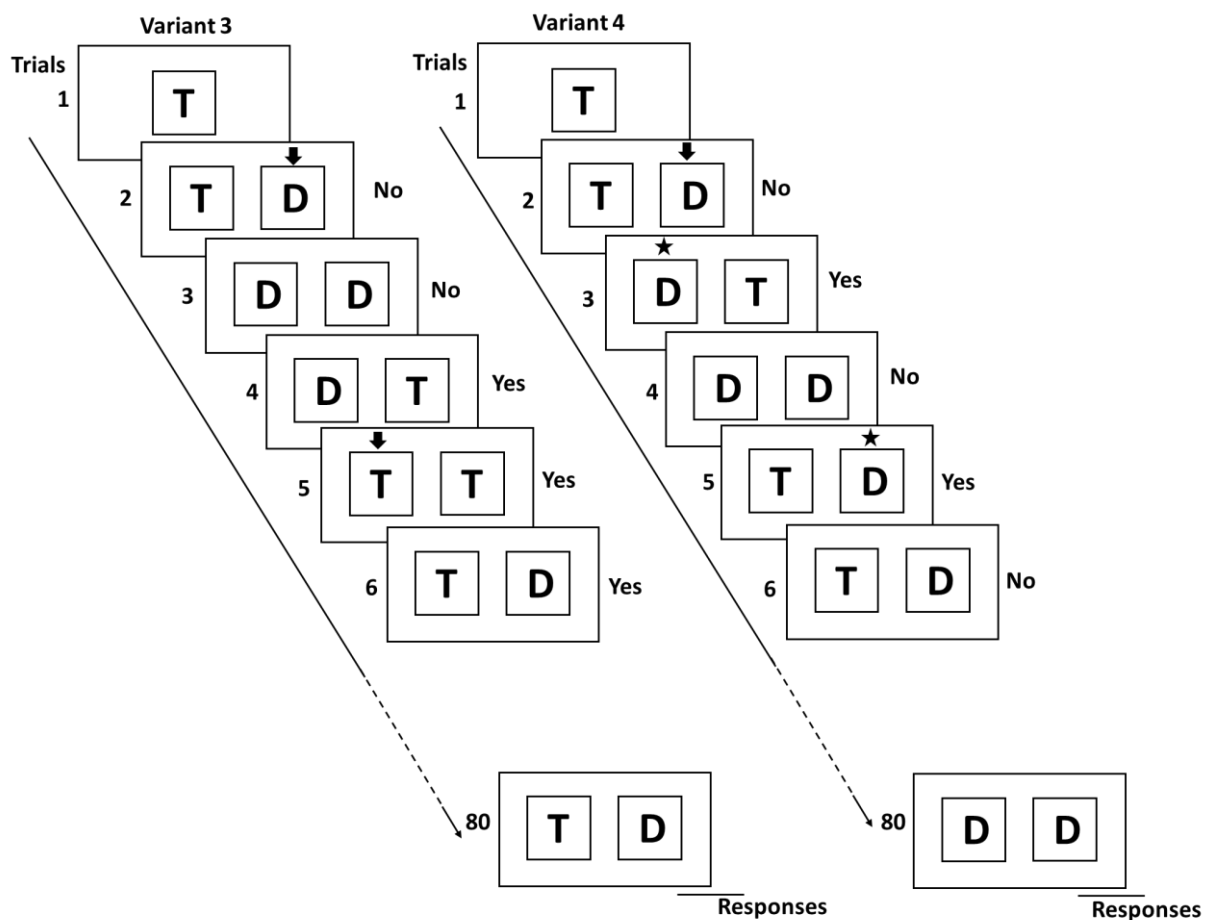 Variant 3
Trials
1
T
2
T D
No
3
D D
No
4
D T
Yes
5
T T
Yes
6
T D
Yes
80
T D
Responses
Variant 4
Trials
1
T
2
T D
No
3
D T
Yes
4
D D
No
5
T D
Yes
6
T D
No
80
D D
Responses